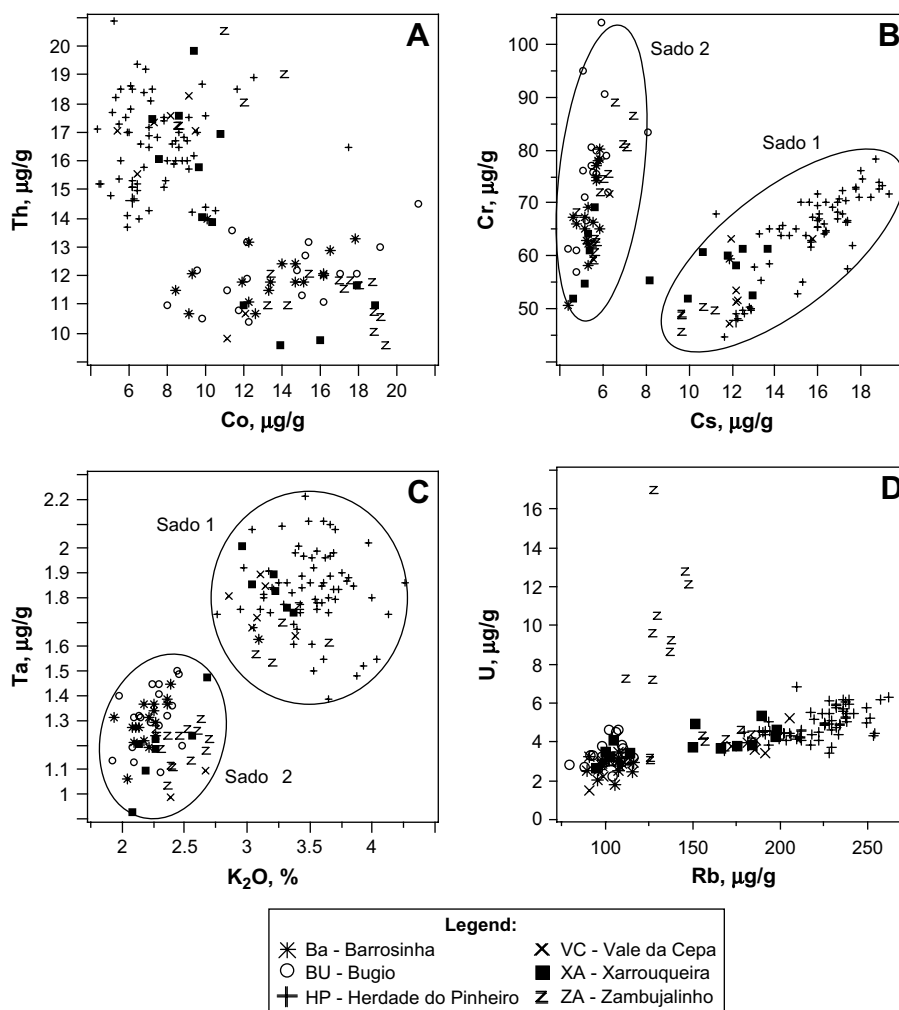 A
Th, µg/g
20
19
18
17
16
15
14
13
12
11
10
6
8
10
12
14
16
18
20
Co, µg/g
B
Sado 2
Sado 1
Cr, µg/g
100
90
80
70
60
50
4
6
8
10
12
14
16
18
Cs, µg/g
C
Sado 1
Sado 2
Ta, µg/g
2.2
2.1
2
1.9
1.8
1.6
1.5
1.4
1.3
1.1
1
2
2.5
3
3.5
4
K2O, %
D
U, µg/g
16
14
12
10
8
6
4
2
0
100
150
200
250
Rb, µg/g
Legend:
Ba - Barrosinha
BU - Bugio
HP - Herdade do Pinheiro
VC - Vale da Cepa
XA - Xarrouqueira
ZA - Zambujalinho